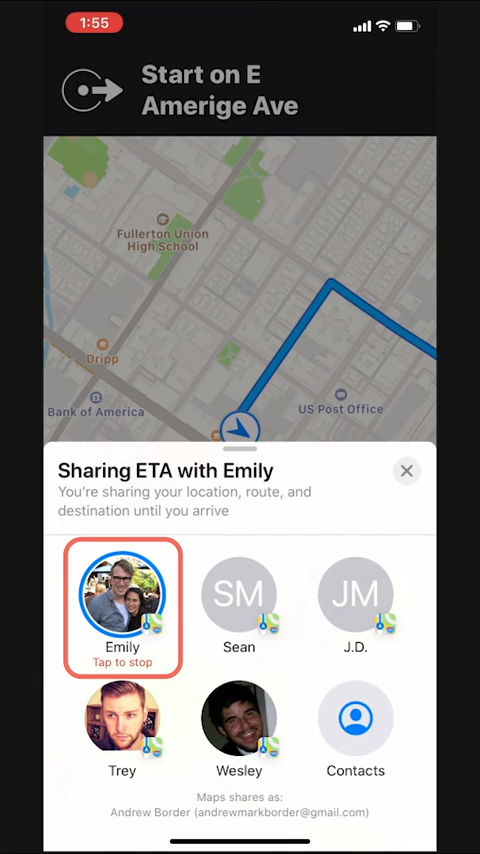 1:55
Start on E
Amerige Ave
Fullerton Union
High School
Dripp
Bank of America
US Post Office
Sharing ETA with Emily
You're sharing your location, route, and
destination until you arrive
SM
JM
Emily
Sean
J.D.
Tap to stop
Trey
Wesley
Contacts
Maps shares as:
Andrew Border (andrewmarkborder@gmail.com)